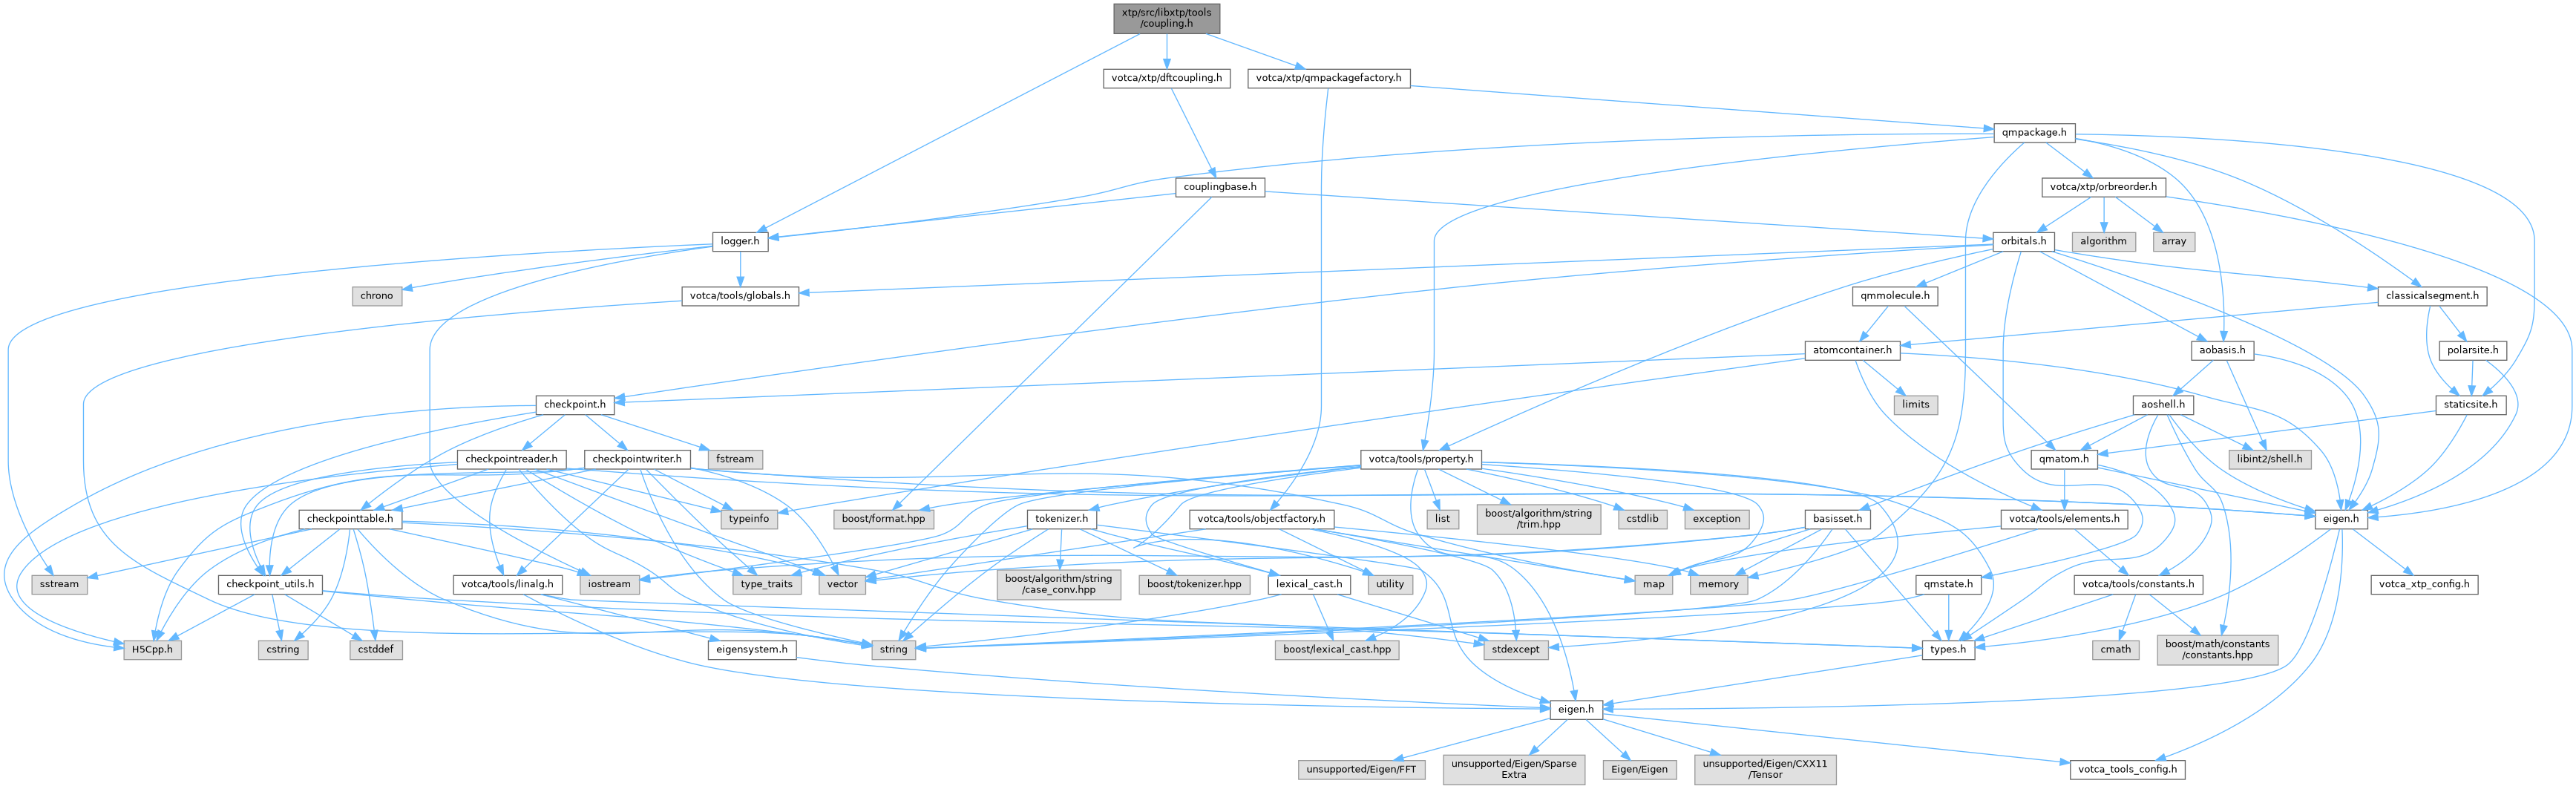 xtp/src/libxtp/tools
/coupling.h
votca/xtp/dftcoupling.h
votca/xtp/qmpackagefactory.h
qmpackage.h
couplingbase.h
votca/xtp/orbreorder.h
logger.h
orbitals.h
algorithm
array
chrono
votca/tools/globals.h
qmmolecule.h
classicalsegment.h
atomcontainer.h
aobasis.h
polarsite.h
checkpoint.h
limits
aoshell.h
staticsite.h
checkpointreader.h
checkpointwriter.h
fstream
votca/tools/property.h
qmatom.h
libint2/shell.h
checkpointtable.h
typeinfo
boost/format.hpp
tokenizer.h
votca/tools/objectfactory.h
list
boost/algorithm/string
/trim.hpp
cstdlib
exception
basisset.h
votca/tools/elements.h
eigen.h
sstream
checkpoint_utils.h
votca/tools/linalg.h
iostream
type_traits
vector
boost/algorithm/string
/case_conv.hpp
boost/tokenizer.hpp
lexical_cast.h
utility
map
memory
qmstate.h
votca/tools/constants.h
votca_xtp_config.h
H5Cpp.h
cstring
cstddef
eigensystem.h
string
boost/lexical_cast.hpp
stdexcept
types.h
cmath
boost/math/constants
/constants.hpp
eigen.h
unsupported/Eigen/FFT
unsupported/Eigen/Sparse
Extra
Eigen/Eigen
unsupported/Eigen/CXX11
/Tensor
votca_tools_config.h